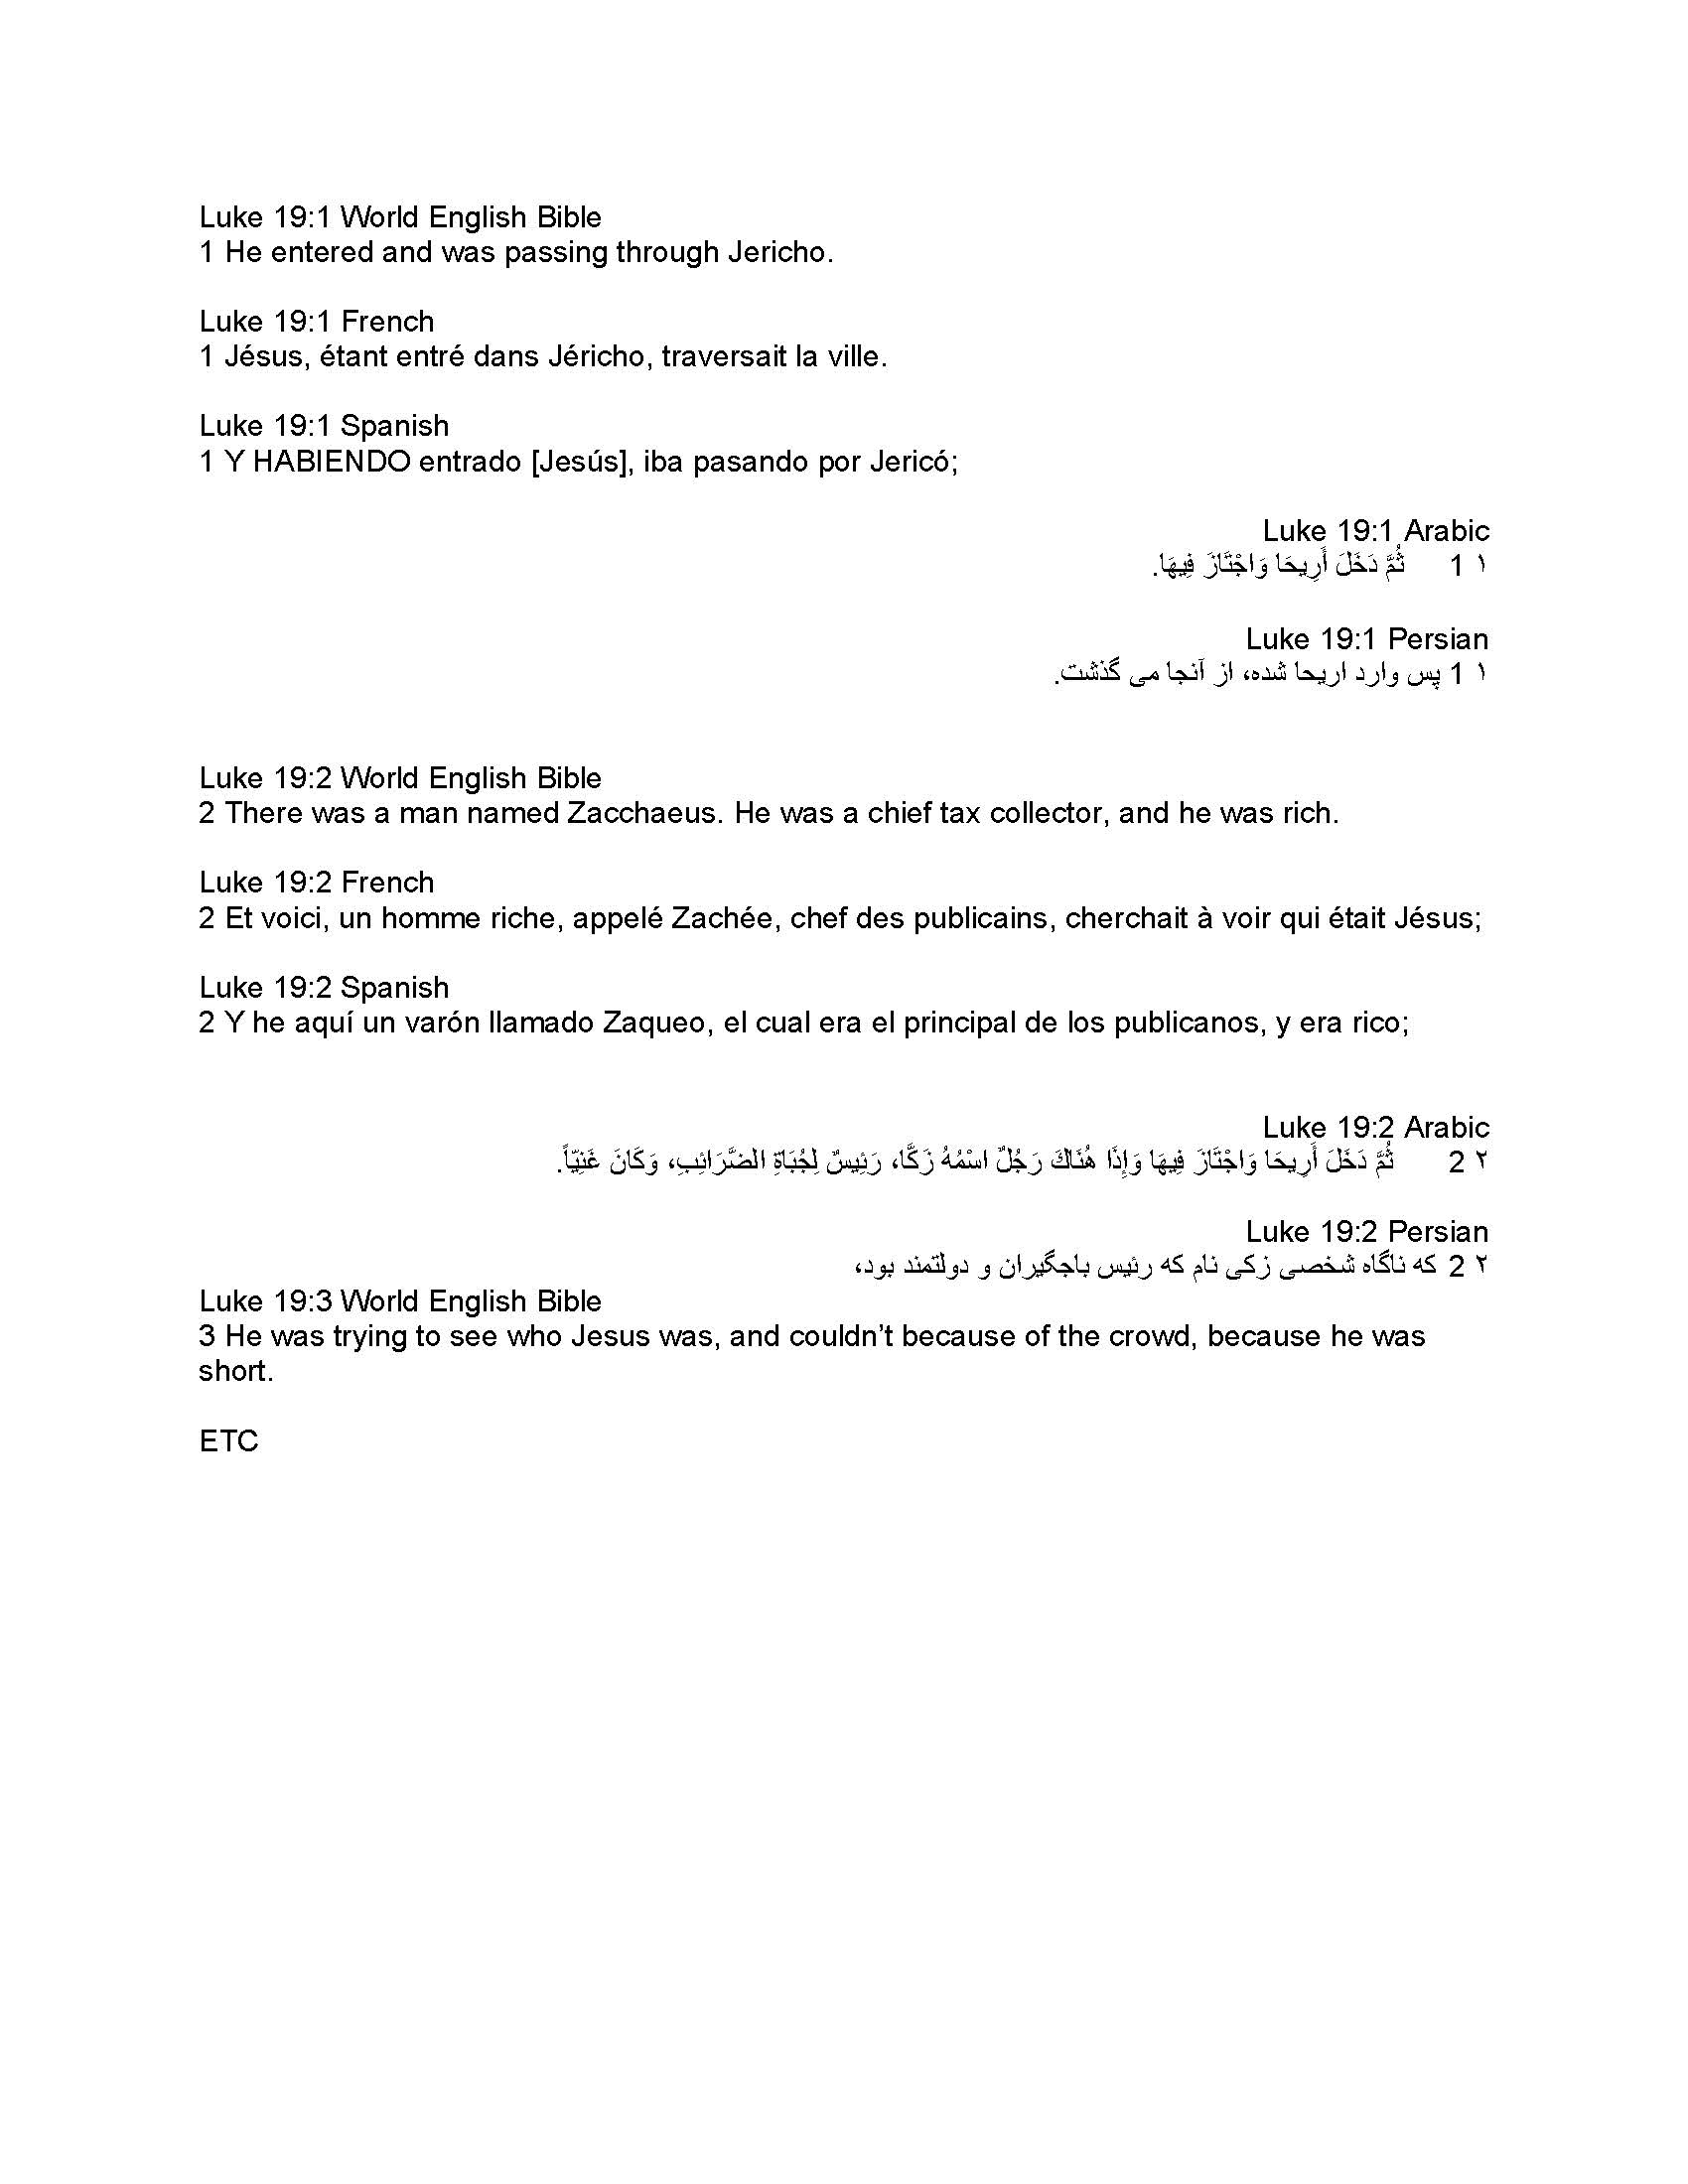 Luke 19:1 World English Bible
1 He entered and was passing through Jericho.
Luke 19:1 French
1 Jésus, étant entré dans Jéricho, traversait la ville.
Luke 19:1 Spanish
1 Y HABIENDO entrado [Jesús], iba pasando por Jericó;
Luke 19:1 Arabic
١ 1 ثُمَّ دَخَلَ أَرِيحَا وَاجْتَازَ فِيهَا.
Luke 19:1 Persian
١ 1 پس وارد اریحا شده، از آنجا می گذشت.
Luke 19:2 World English Bible
2 There was a man named Zacchaeus. He was a chief tax collector, and he was rich.
Luke 19:2 French
2 Et voici, un homme riche, appelé Zachée, chef des publicains, cherchait à voir qui était Jésus;
Luke 19:2 Spanish
2 Y he aquí un varón llamado Zaqueo, el cual era el principal de los publicanos, y era rico;
Luke 19:2 Arabic
٢ 2 ثُمَّ دَخَلَ أَرِيحَا وَاجْتَازَ فِيهَا وَإِذَا هُنَاكَ رَجُلٌ اسْمُهُ زَكَّا، رَئِيسٌ لِجُبَاةِ الضَّرَائِبِ، وَكَانَ غَنِيّاً.
Luke 19:2 Persian
٢ 2 که ناگاه شخصی زکی نام که رئیس باجگیران و دولتمند بود،
Luke 19:3 World English Bible
3 He was trying to see who Jesus was, and couldn’t because of the crowd, because he was
short.
ETC